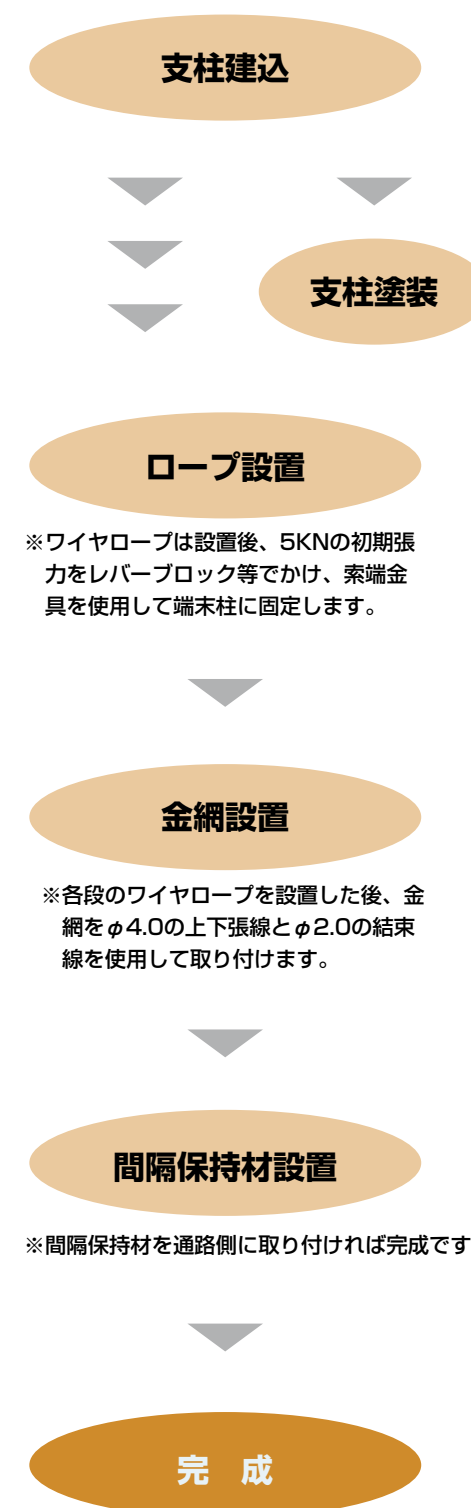 支柱建込
支柱塗装
ロープ設置
※ワイヤロープは設置後、5KNの初期張
力をレバーブロック等でかけ、索端金
具を使用して端末柱に固定します。
金網設置
※各段のワイヤロープを設置した後、金
網をφ4.0の上下張線とφ2.0の結束
線を使用して取り付けます。
間隔保持材設置
※間隔保持材を通路側に取り付ければ完成です
完　成